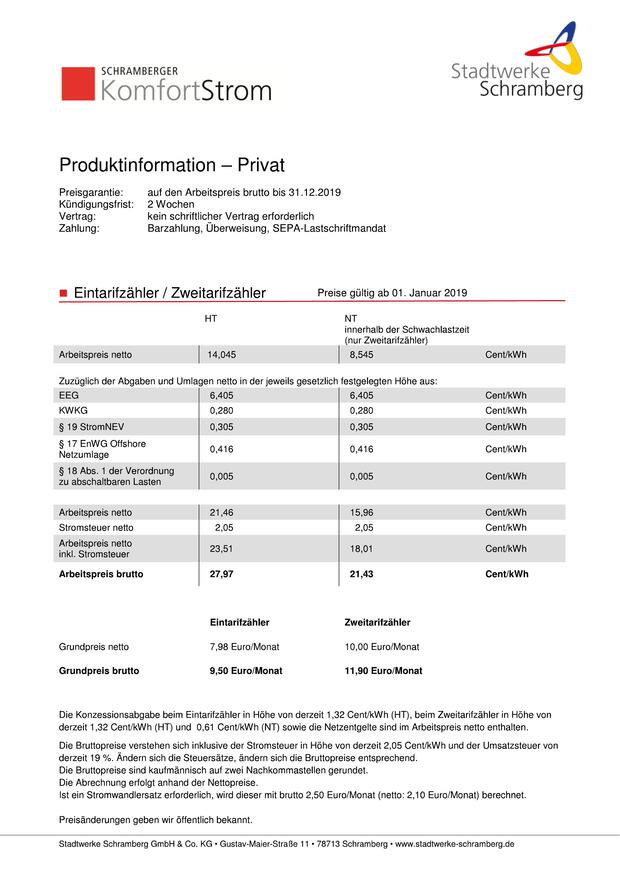 SCHRAMBERGER
KomfortStrom
Stadtwerke
Schramberg
Produktinformation – Privat
Preisgarantie: auf den Arbeitspreis brutto bis 31.12.2019
Kündigungsfrist: 2 Wochen
Vertrag: kein schriftlicher Vertrag erforderlich
Zahlung: Barzahlung, Überweisung, SEPA-Lastschriftmandat
Eintarifzähler / Zweitarifzähler Preise gültig ab 01. Januar 2019
HT NT
innerhalb der Schwachlastzeit
(nur Zweitarifzähler)
Arbeitspreis netto 14,045 8,545 Cent/kWh
Zuzüglich der Abgaben und Umlagen netto in der jeweils gesetzlich festgelegten Höhe aus:
EEG 6,405 6,405 Cent/kWh
KWKG 0,280 0,280 Cent/kWh
§ 19 StromNEV 0,305 0,305 Cent/kWh
§ 17 EnWG Offshore
Netzumlage 0,416 0,416 Cent/kWh
§ 18 Abs. 1 der Verordnung
zu abschaltbaren Lasten 0,005 0,005 Cent/kWh
Arbeitspreis netto 21,46 15,96 Cent/kWh
Stromsteuer netto 2,05 2,05 Cent/kWh
Arbeitspreis netto
inkl. Stromsteuer 23,51 18,01 Cent/kWh
Arbeitspreis brutto 27,97 21,43 Cent/kWh
Eintarifzähler Zweitarifzähler
Grundpreis netto 7,98 Euro/Monat 10,00 Euro/Monat
Grundpreis brutto 9,50 Euro/Monat 11,90 Euro/Monat
Die Konzessionsabgabe beim Eintarifzähler in Höhe von derzeit 1,32 Cent/kWh (HT), beim Zweitarifzähler in Höhe von
derzeit 1,32 Cent/kWh (HT) und 0,61 Cent/kWh (NT) sowie die Netzentgelte sind im Arbeitspreis netto enthalten.
Die Bruttopreise verstehen sich inklusive der Stromsteuer in Höhe von derzeit 2,05 Cent/kWh und der Umsatzsteuer von
derzeit 19 %. Ändern sich die Steuersätze, ändern sich die Bruttopreise entsprechend.
Die Bruttopreise sind kaufmännisch auf zwei Nachkommastellen gerundet.
Die Abrechnung erfolgt anhand der Nettopreise.
Ist ein Stromwandlersatz erforderlich, wird dieser mit brutto 2,50 Euro/Monat (netto: 2,10 Euro/Monat) berechnet.
Preisänderungen geben wir öffentlich bekannt.
Stadtwerke Schramberg GmbH & Co. KG • Gustav-Maier-Straße 11 • 78713 Schramberg • www.stadtwerke-schramberg.de